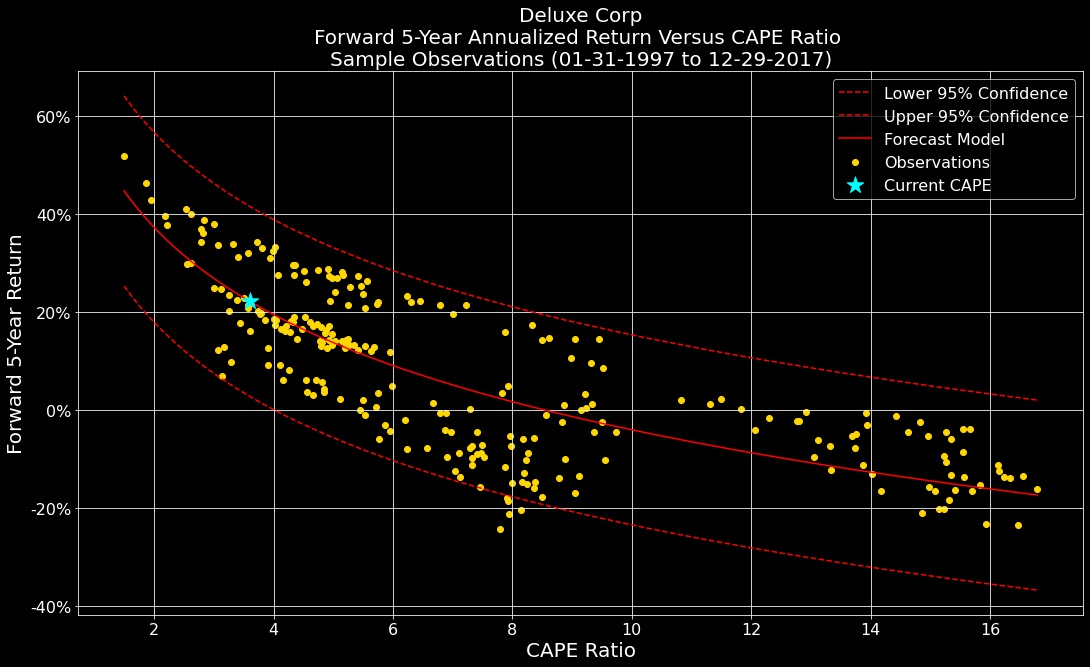 Deluxe Corp
Forward 5-Year Annualized Return Versus CAPE Ratio
Sample Observations (01-31-1997 to 12-29-2017)
Lower 95% Confidence
Upper 95% Confidence
Forecast Model
Observations
Current CAPE
Forward 5-Year Return
60%
40%
20%
0%
-20%
-40%
2 4 6 8 10 12 14 16
CAPE Ratio